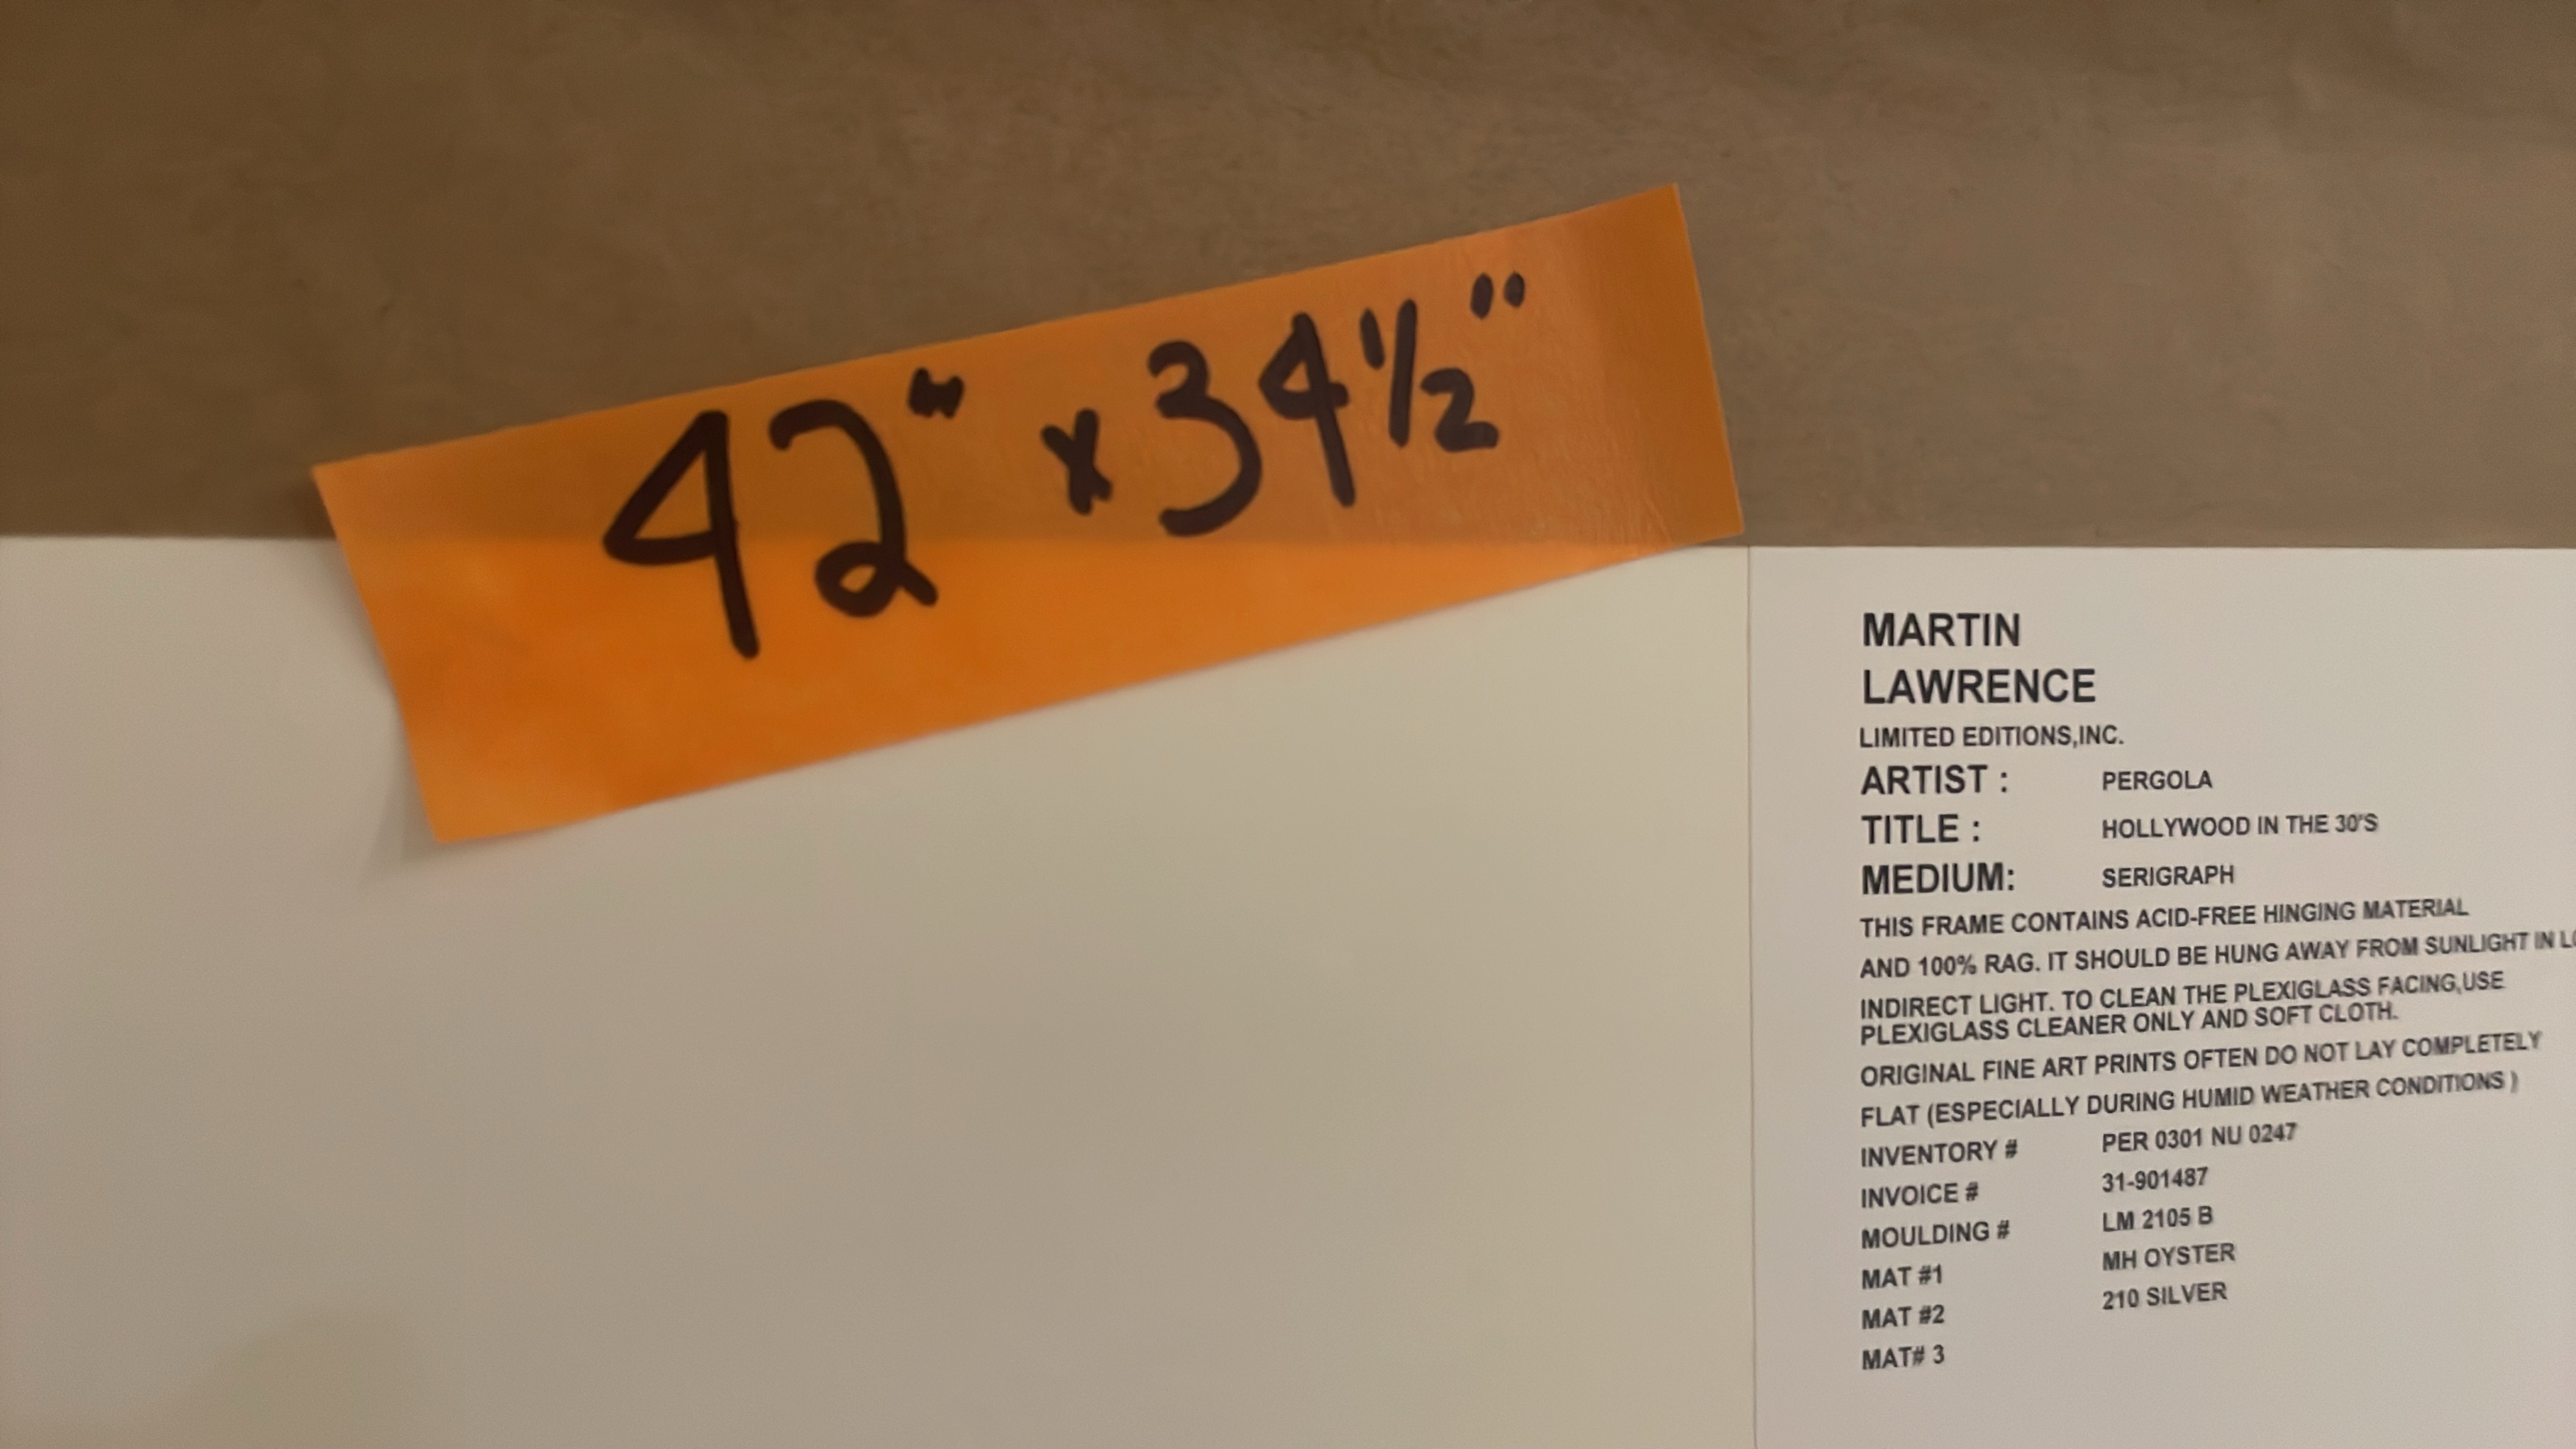 42" x 34 1/2"
MARTIN
LAWRENCE
LIMITED EDITIONS,INC.
ARTIST : PERGOLA
TITLE : HOLLYWOOD IN THE 30'S
MEDIUM: SERIGRAPH
THIS FRAME CONTAINS ACID-FREE HINGING MATERIAL
AND 100% RAG. IT SHOULD BE HUNG AWAY FROM SUNLIGHT IN
INDIRECT LIGHT. TO CLEAN THE PLEXIGLASS FACING,USE
PLEXIGLASS CLEANER ONLY AND SOFT CLOTH.
ORIGINAL FINE ART PRINTS OFTEN DO NOT LAY COMPLETELY
FLAT (ESPECIALLY DURING HUMID WEATHER CONDITIONS )
INVENTORY # PER 0301 NU 0247
INVOICE # 31-901487
MOULDING # LM 2105 B
MAT #1 MH OYSTER
MAT #2 210 SILVER
MAT# 3